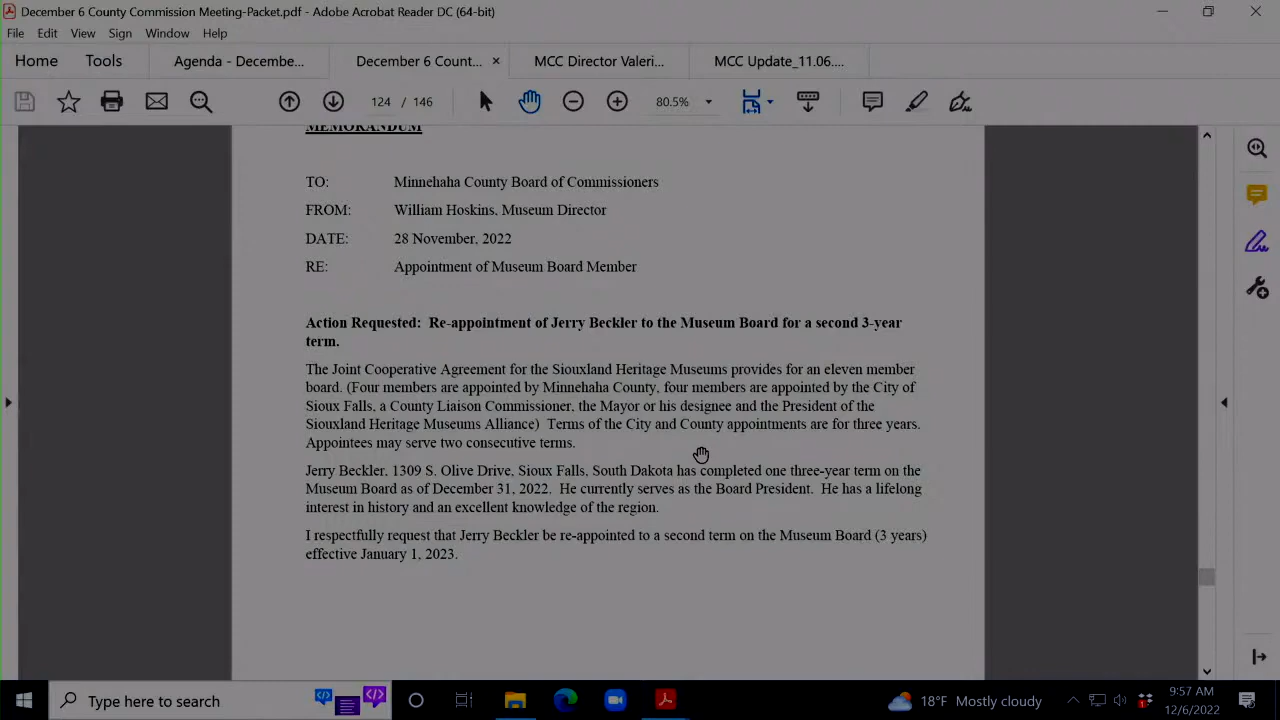 December 6 County Commission Meeting-Packet.pdf - Adobe Acrobat Reader DC (64-bit)
File Edit View Sign Window Help
Home Tools Agenda - Decembe... December 6 Count... × MCC Director Valeri... MCC Update_11.06....
124 / 146 80.5%
MEMORANDUM
TO: Minnehaha County Board of Commissioners
FROM: William Hoskins, Museum Director
DATE: 28 November, 2022
RE: Appointment of Museum Board Member
Action Requested: Re-appointment of Jerry Beckler to the Museum Board for a second 3-year
term.
The Joint Cooperative Agreement for the Siouxland Heritage Museums provides for an eleven member
board. (Four members are appointed by Minnehaha County, four members are appointed by the City of
Sioux Falls, a County Liaison Commissioner, the Mayor or his designee and the President of the
Siouxland Heritage Museums Alliance) Terms of the City and County appointments are for three years.
Appointees may serve two consecutive terms.
Jerry Beckler, 1309 S. Olive Drive, Sioux Falls, South Dakota has completed one three-year term on the
Museum Board as of December 31, 2022. He currently serves as the Board President. He has a lifelong
interest in history and an excellent knowledge of the region.
I respectfully request that Jerry Beckler be re-appointed to a second term on the Museum Board (3 years)
effective January 1, 2023.
Type here to search 18°F Mostly cloudy 1 9:57 AM
12/6/2022